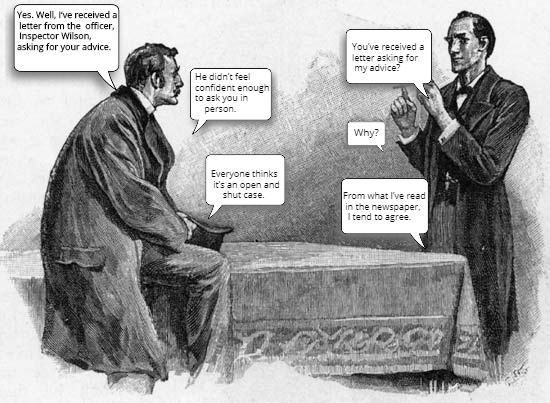 Yes. Well, I've received a
letter from the officer,
Inspector Wilson,
asking for your advice.
You've received a
letter asking for
my advice?
Why?
He didn't feel
confident enough
to ask you in
person.
Everyone thinks
it's an open and
shut case.
From what I've read
in the newspaper,
I tend to agree.